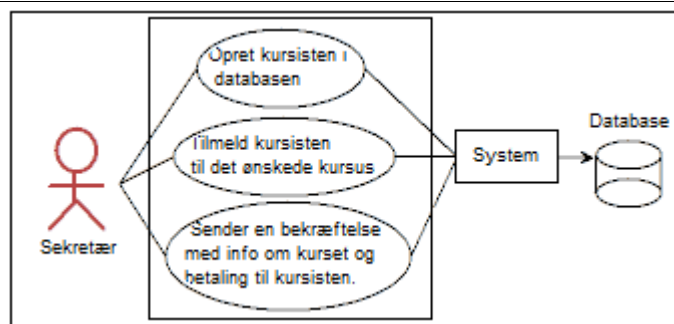 Opret kursisten i
databasen
Tilmeld kursisten
til det ønskede kursus
Sender en bekræftelse
med info om kurset og
betaling til kursisten.
Sekretær
System
Database